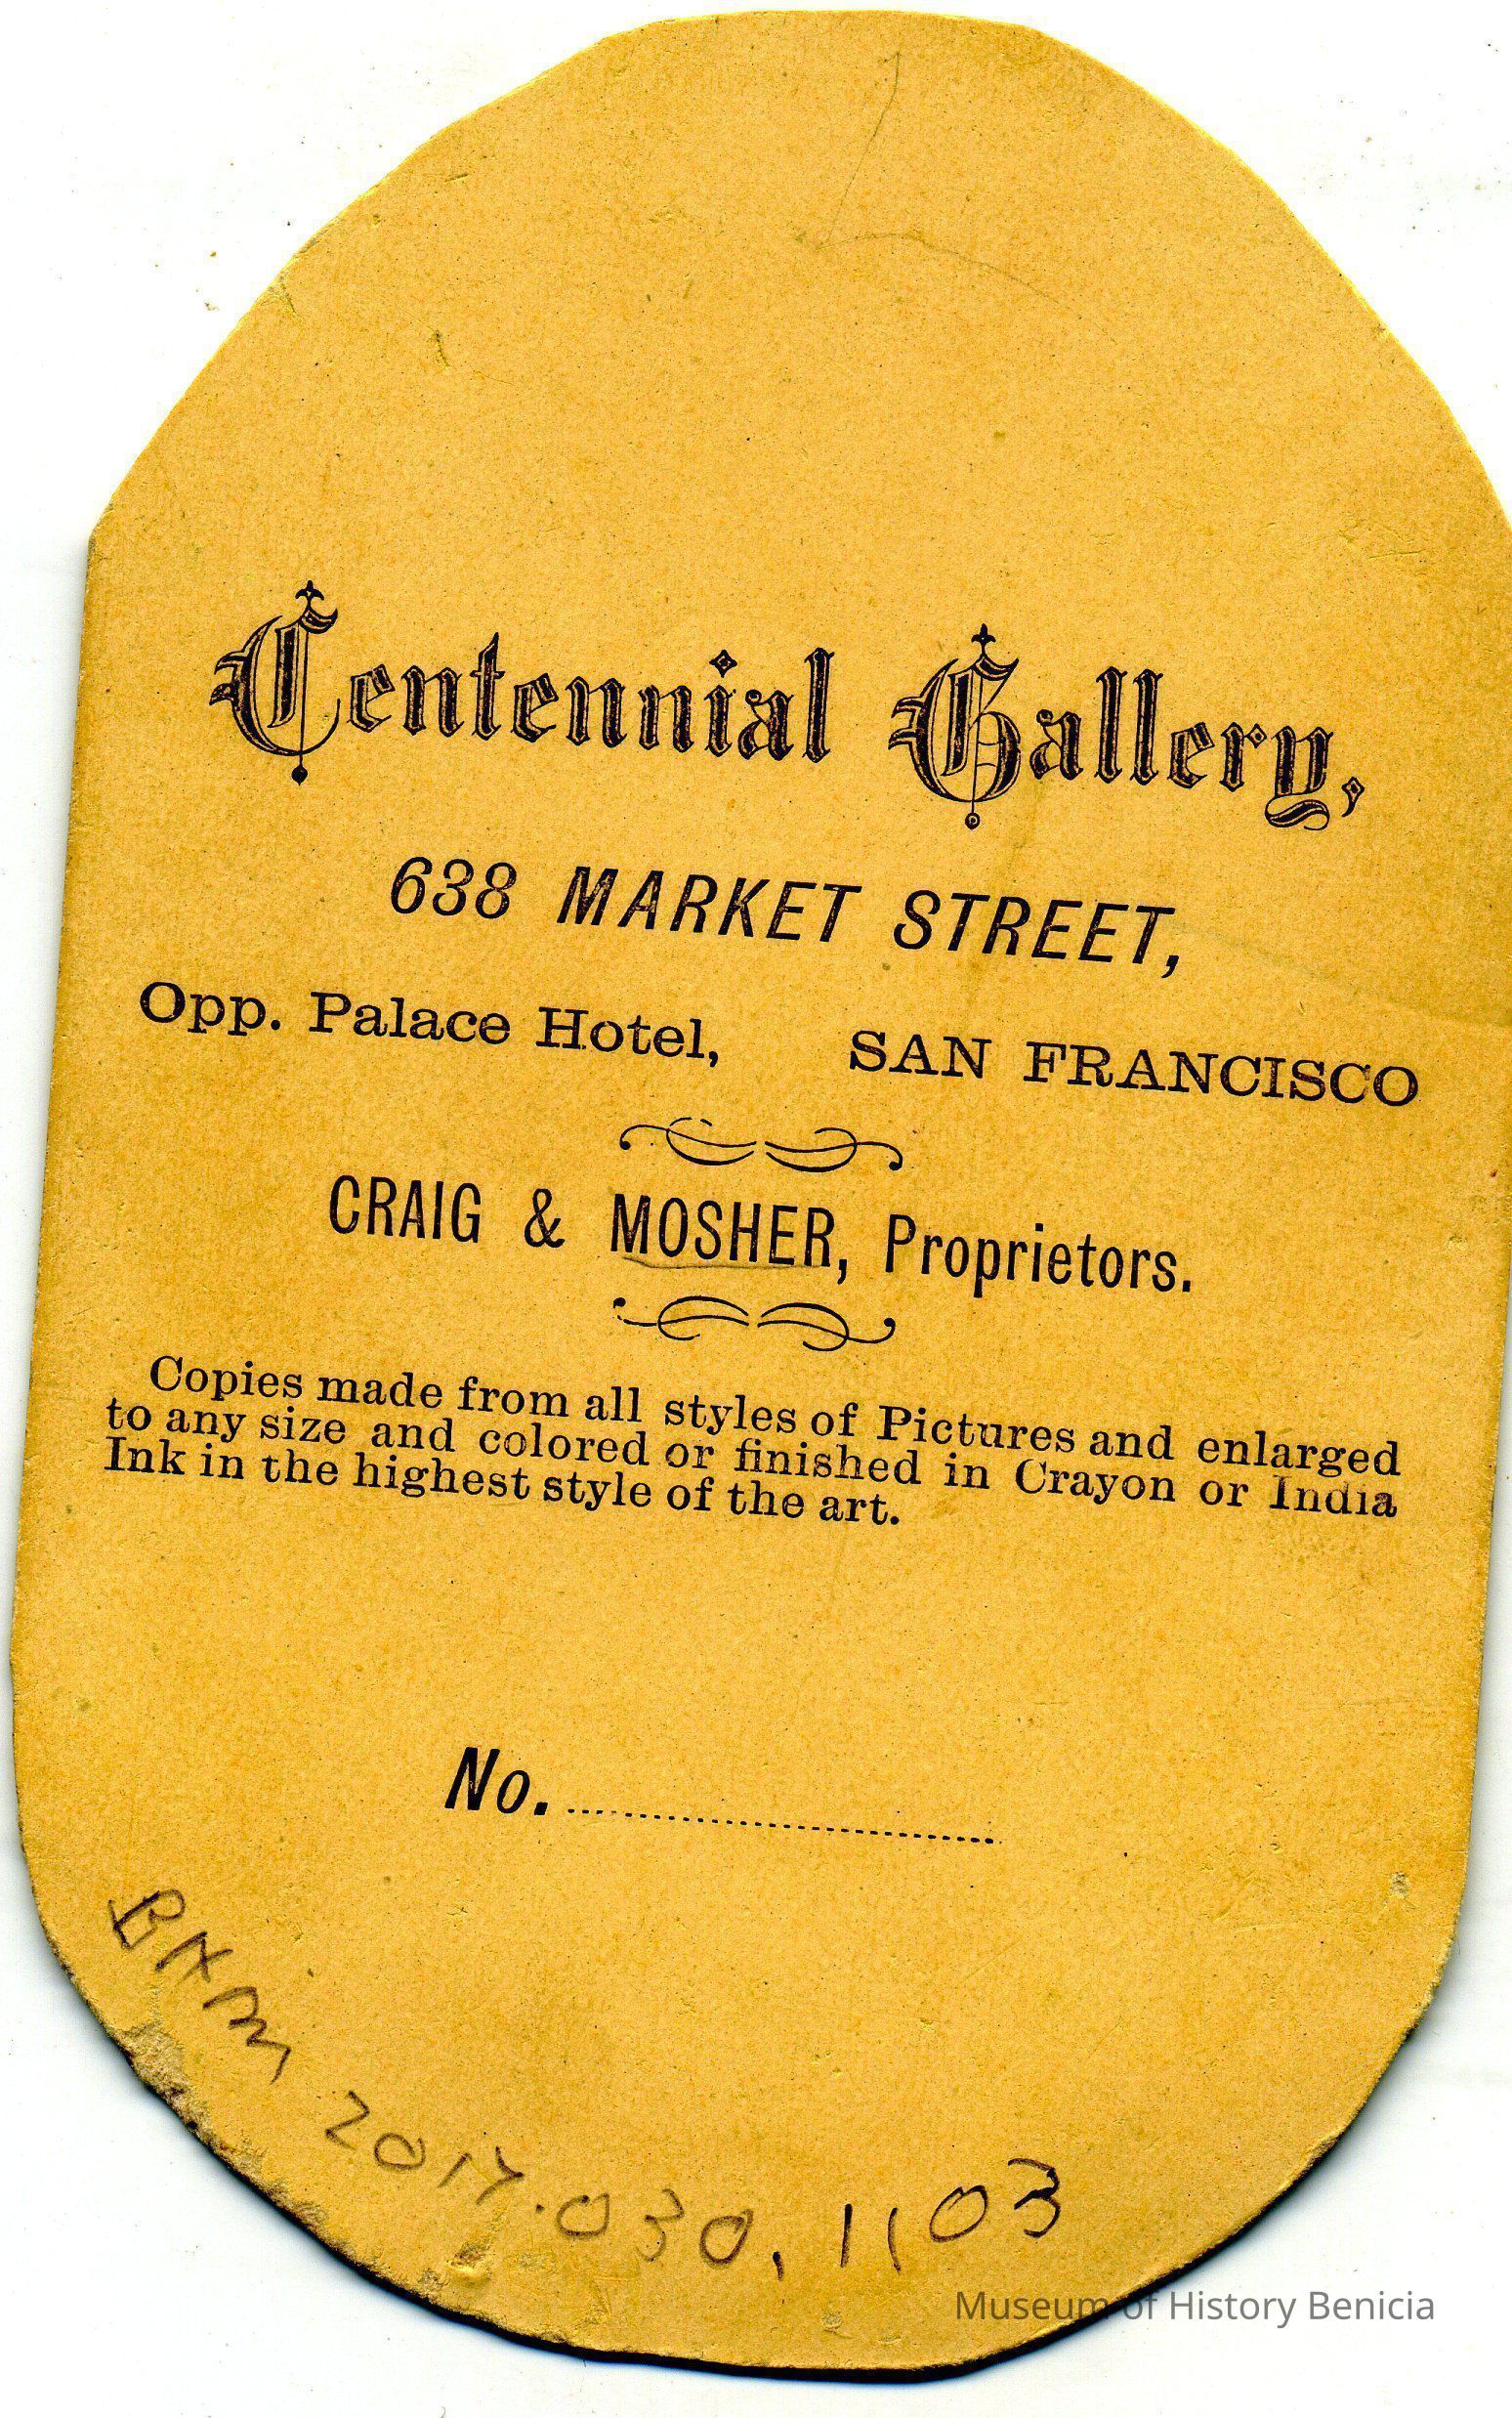 Centennial Gallery,
638 MARKET STREET,
Opp. Palace Hotel, SAN FRANCISCO
CRAIG & MOSHER, Proprietors.
Copies made from all styles of Pictures and enlarged
to any size and colored or finished in Crayon or India
Ink in the highest style of the art.
No.
BHM 2017.030.1103
Museum of History Benicia